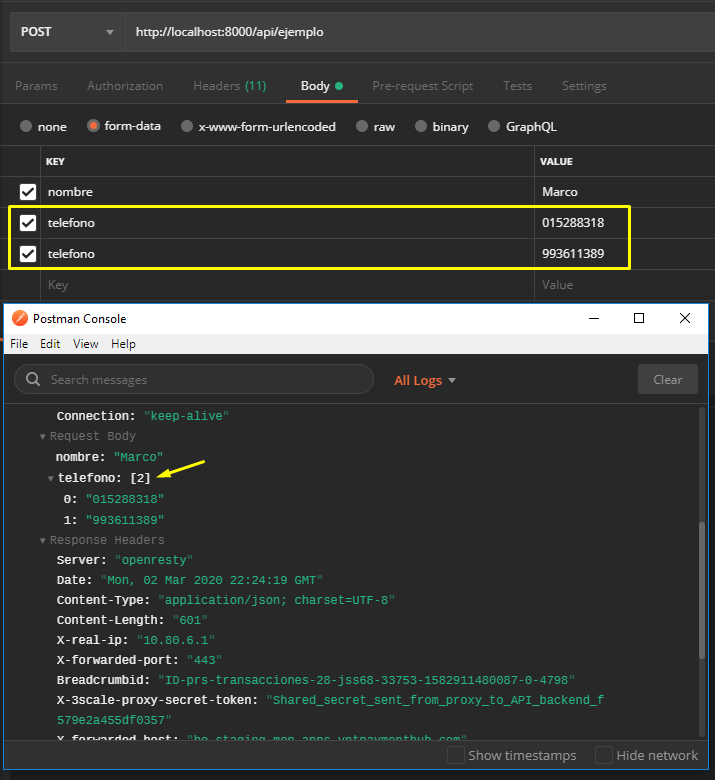 POST http://localhost:8000/api/ejemplo
Params Authorization Headers (11) Body Pre-request Script Tests Settings
none form-data x-www-form-urlencoded raw binary GraphQL
KEY VALUE
nombre Marco
telefono 015288318
telefono 993611389
Key Value
Postman Console
File Edit View Help
Search messages All Logs Clear
Connection: "keep-alive"
Request Body
nombre: "Marco"
telefono: [2]
0: "015288318"
1: "993611389"
Response Headers
Server: "openresty"
Date: "Mon, 02 Mar 2020 22:24:19 GMT"
Content-Type: "application/json; charset=UTF-8"
Content-Length: "601"
X-real-ip: "10.80.6.1"
X-forwarded-port: "443"
Breadcrumbid: "ID-prs-transacciones-28-jss68-33753-1582911480087-0-4798"
X-3scale-proxy-secret-token: "Shared_secret_sent_from_proxy_to_API_backend_f
579e2a455df0357"
X-forwarded-host:
Show timestamps Hide network